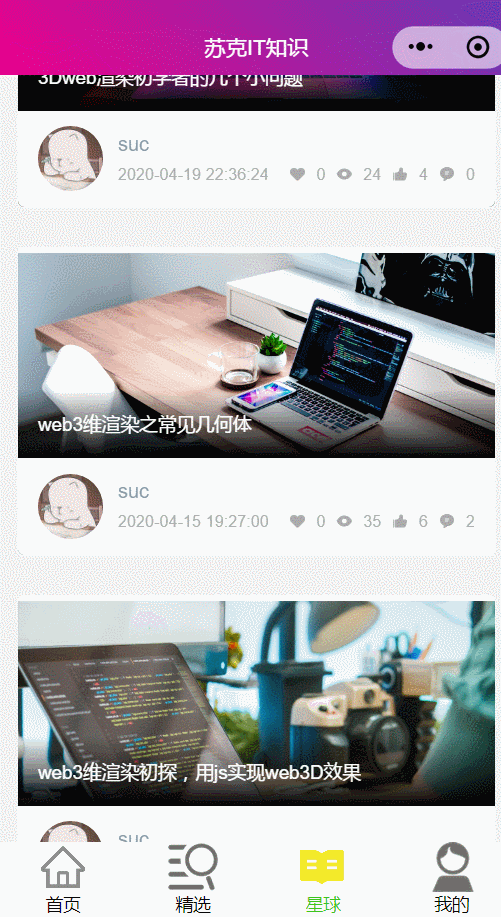 苏克IT知识
3Dweb渲染初学者的几个小问题
suc
2020-04-19 22:36:24 0 24 4 0
web3维渲染之常见几何体
suc
2020-04-15 19:27:00 0 35 6 2
web3维渲染初探，用js实现web3D效果
suc
首页 精选 星球 我的